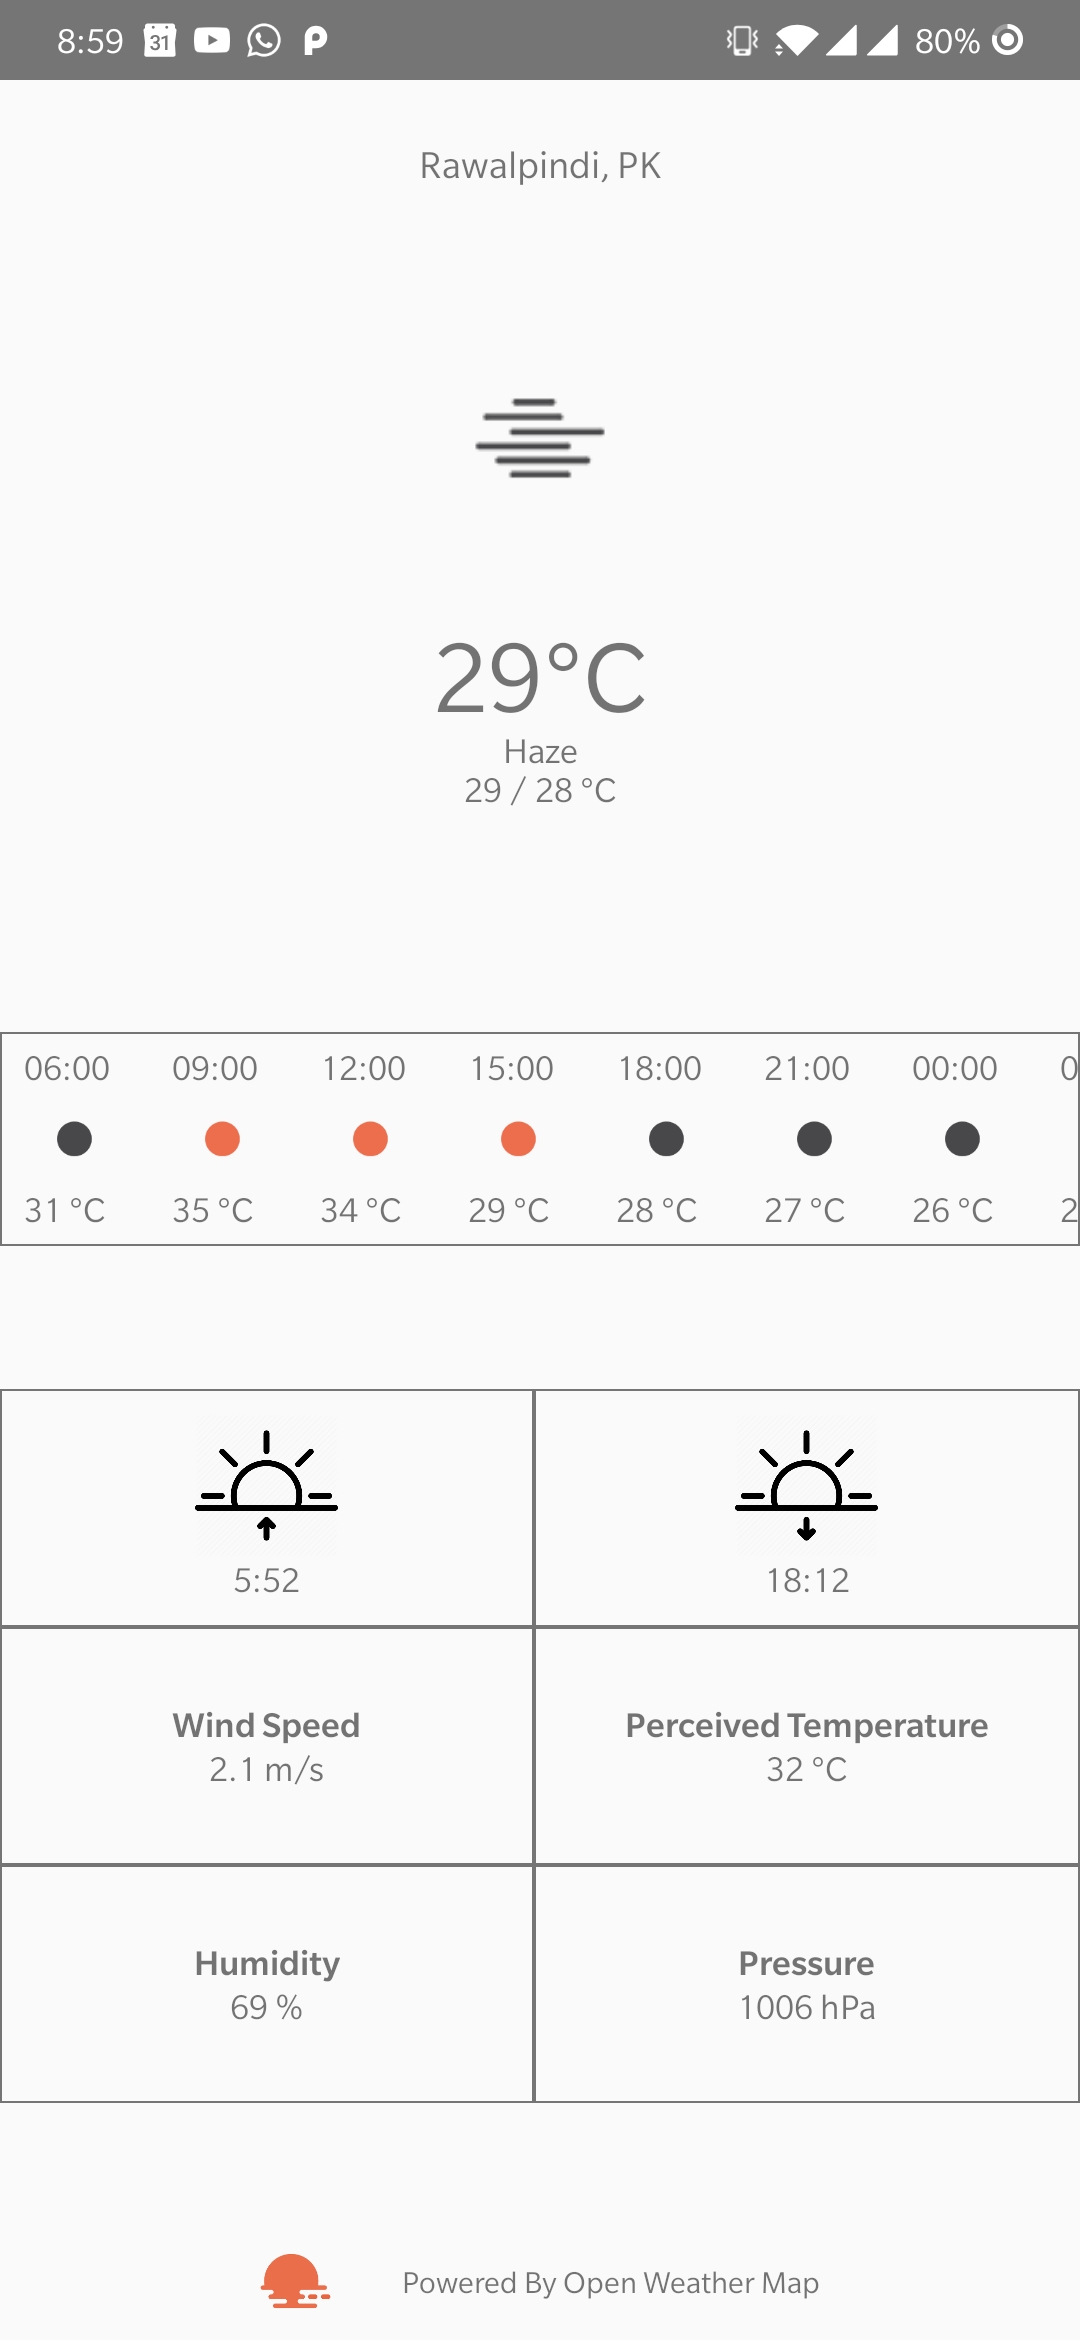 8:59 31 80%
Rawalpindi, PK
29°C
Haze
29 / 28 °C
06:00 09:00 12:00 15:00 18:00 21:00 00:00 0
31 °C 35 °C 34 °C 29 °C 28 °C 27 °C 26 °C 2
5:52 18:12
Wind Speed Perceived Temperature
2.1 m/s 32 °C
Humidity Pressure
69 % 1006 hPa
Powered By Open Weather Map